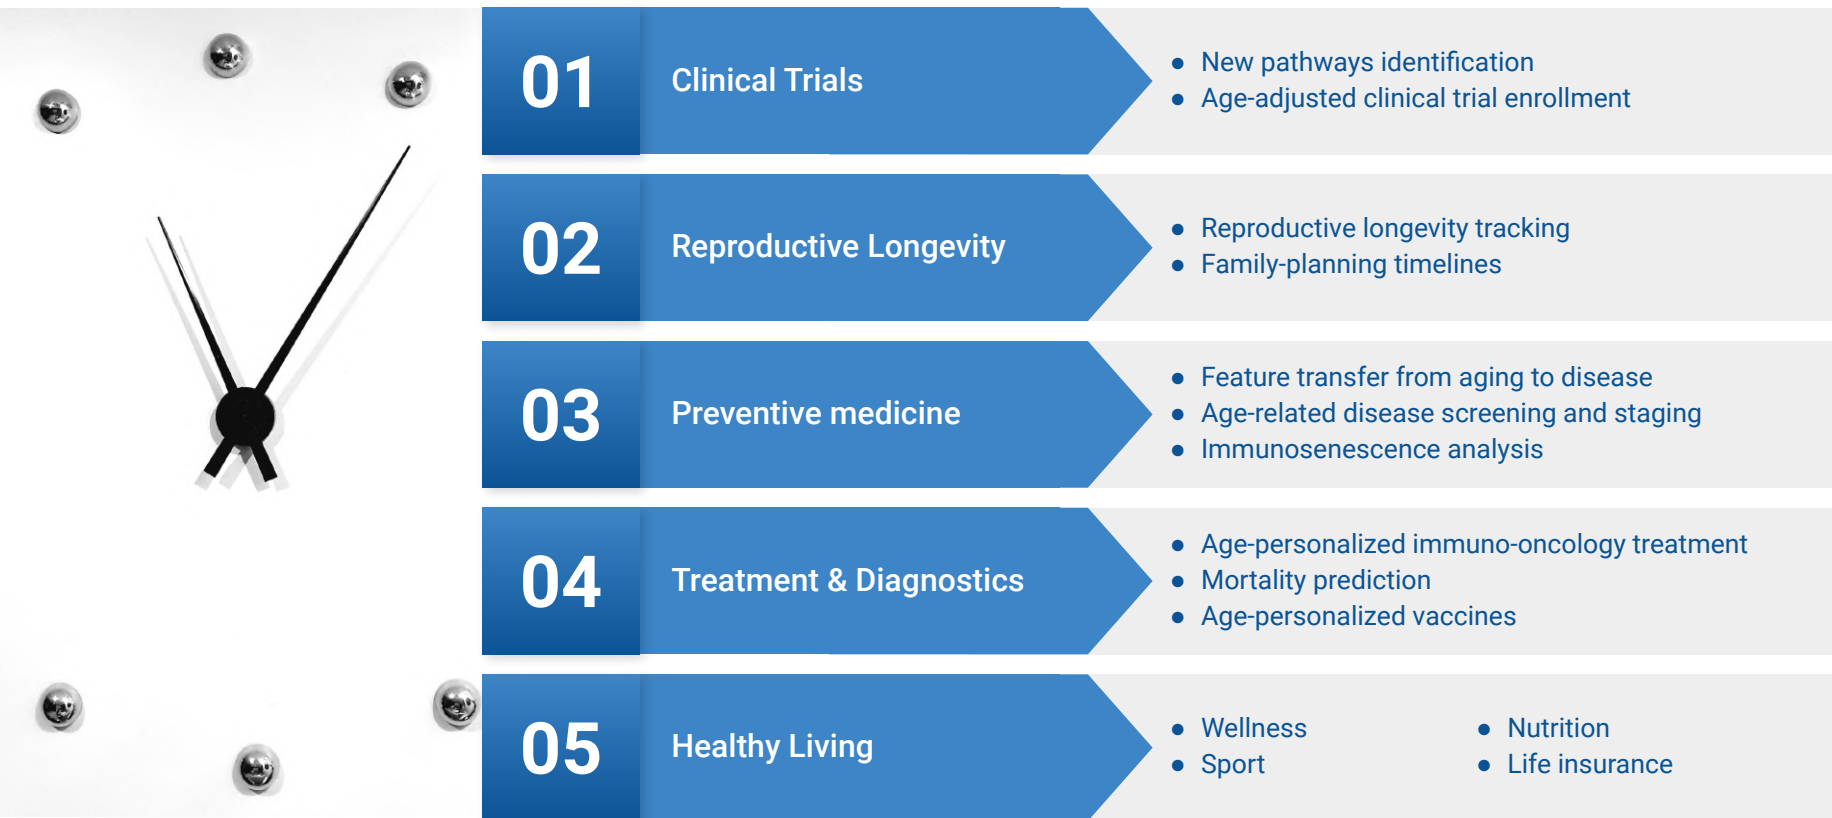 01
Clinical Trials
● New pathways identification
● Age-adjusted clinical trial enrollment
02
Reproductive Longevity
● Reproductive longevity tracking
● Family-planning timelines
03
Preventive medicine
● Feature transfer from aging to disease
● Age-related disease screening and staging
● Immunosenescence analysis
04
Treatment & Diagnostics
● Age-personalized immuno-oncology treatment
● Mortality prediction
● Age-personalized vaccines
05
Healthy Living
● Wellness
● Sport
● Nutrition
● Life insurance